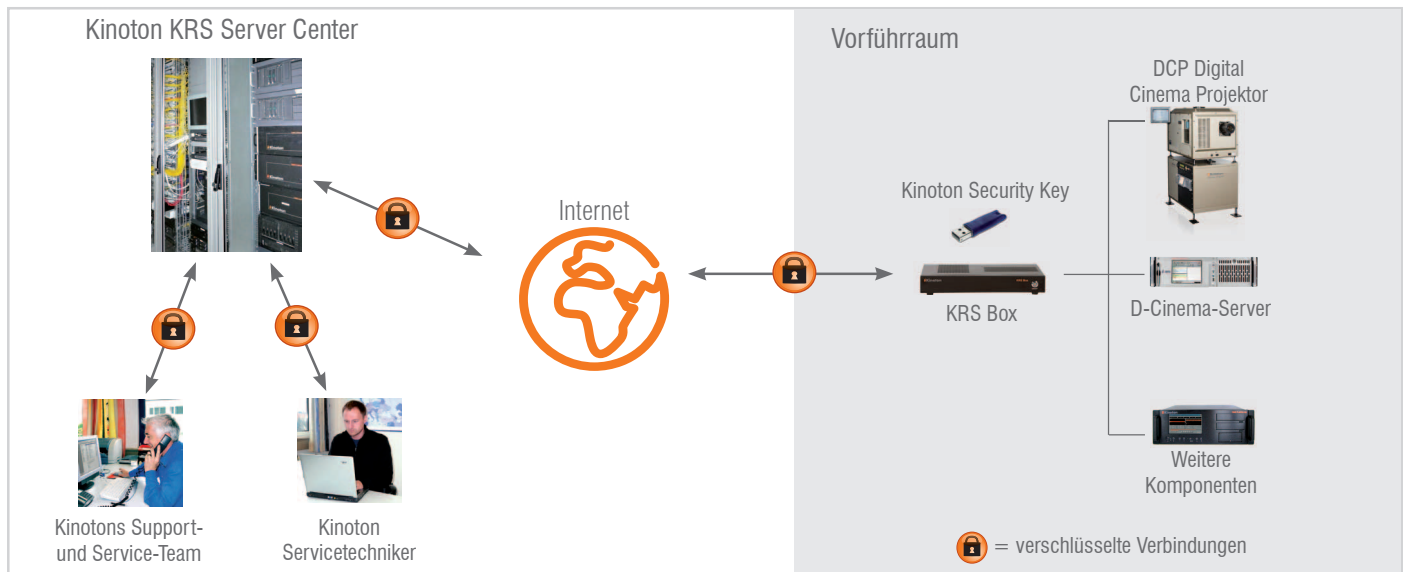 Kinoton KRS Server Center
Vorführraum
DCP Digital
Cinema Projektor
Kinoton Security Key
Internet
KRS Box
D-Cinema-Server
Weitere
Komponenten
Kinotons Support-
und Service-Team
Kinoton
Servicetechniker
= verschlüsselte Verbindungen